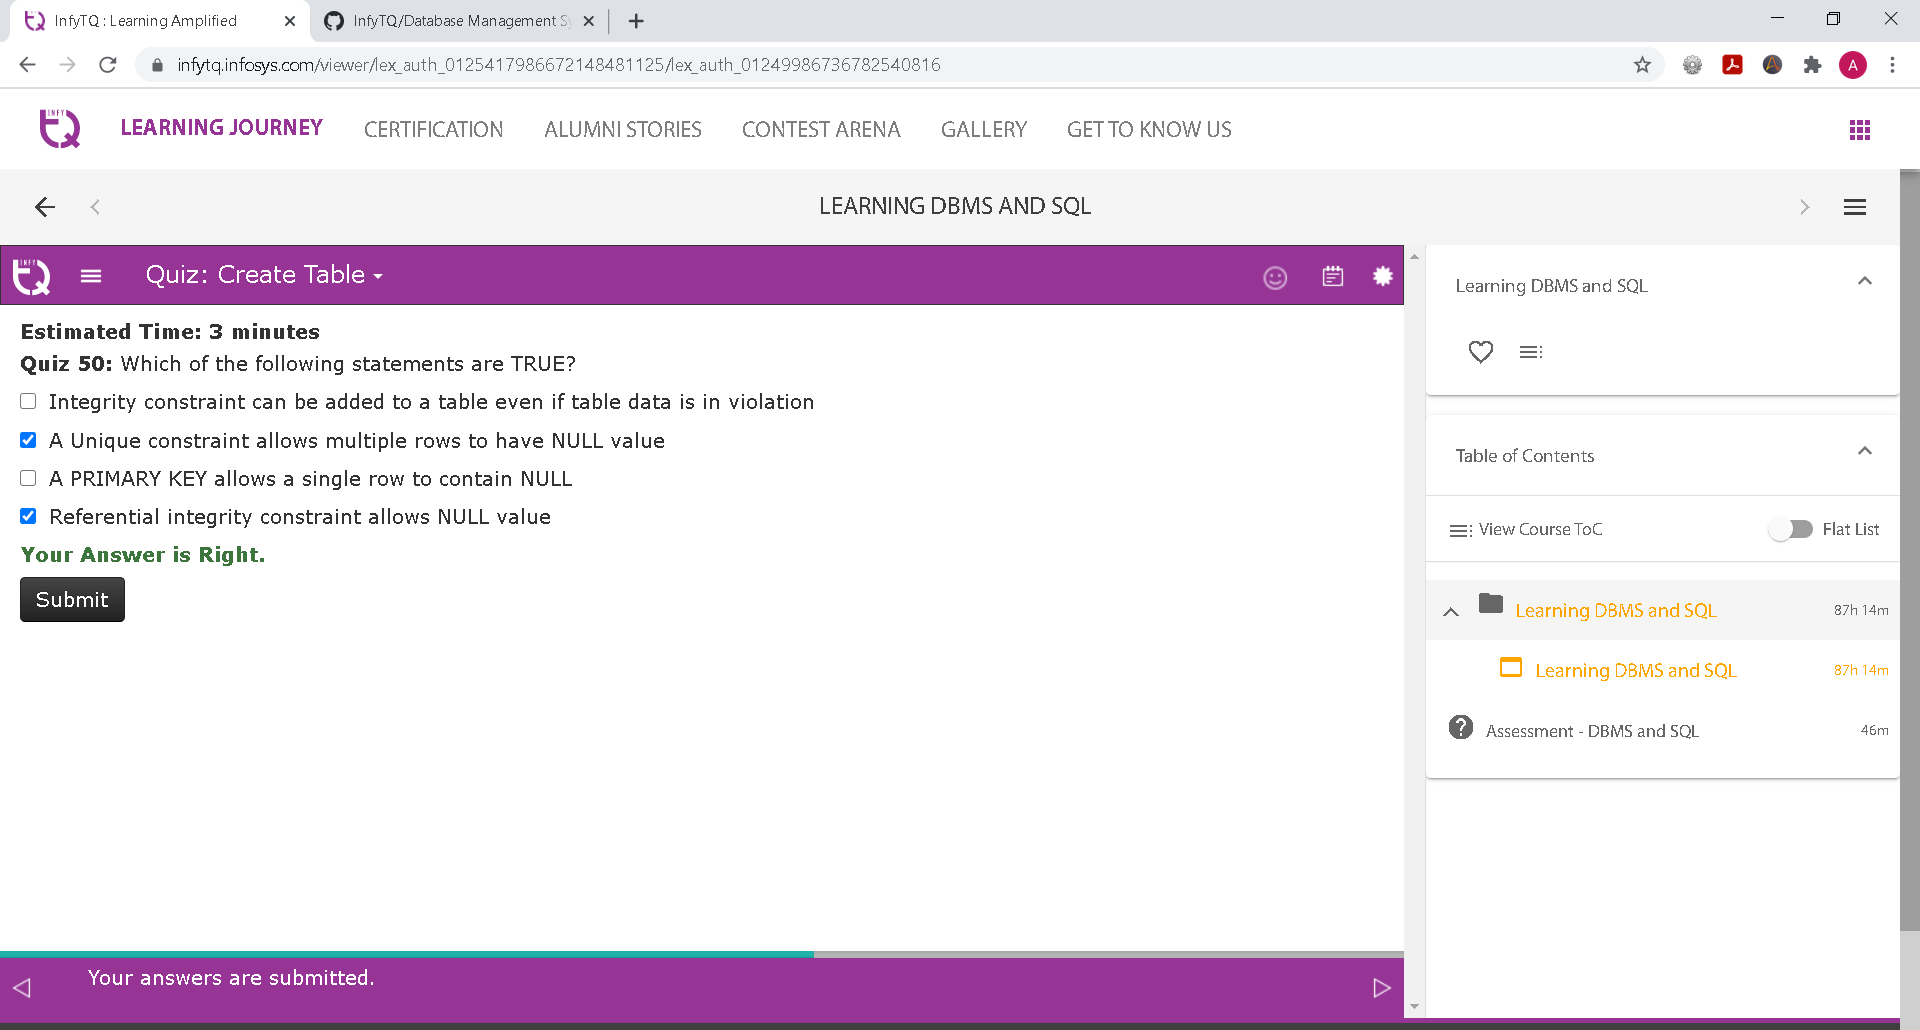 InfyTQ : Learning Amplified
InfyTQ/Database Management Sy
infytq.infosys.com/viewer/lex_auth_0125417986672148481125/lex_auth_01249986736782540816
A
INFY TQ
LEARNING JOURNEY
CERTIFICATION
ALUMNI STORIES
CONTEST ARENA
GALLERY
GET TO KNOW US
LEARNING DBMS AND SQL
INFY TQ
Quiz: Create Table
Estimated Time: 3 minutes
Quiz 50: Which of the following statements are TRUE?
Integrity constraint can be added to a table even if table data is in violation
A Unique constraint allows multiple rows to have NULL value
A PRIMARY KEY allows a single row to contain NULL
Referential integrity constraint allows NULL value
Your Answer is Right.
Submit
Your answers are submitted.
Learning DBMS and SQL
Table of Contents
View Course ToC
Flat List
Learning DBMS and SQL
87h 14m
Learning DBMS and SQL
87h 14m
Assessment - DBMS and SQL
46m